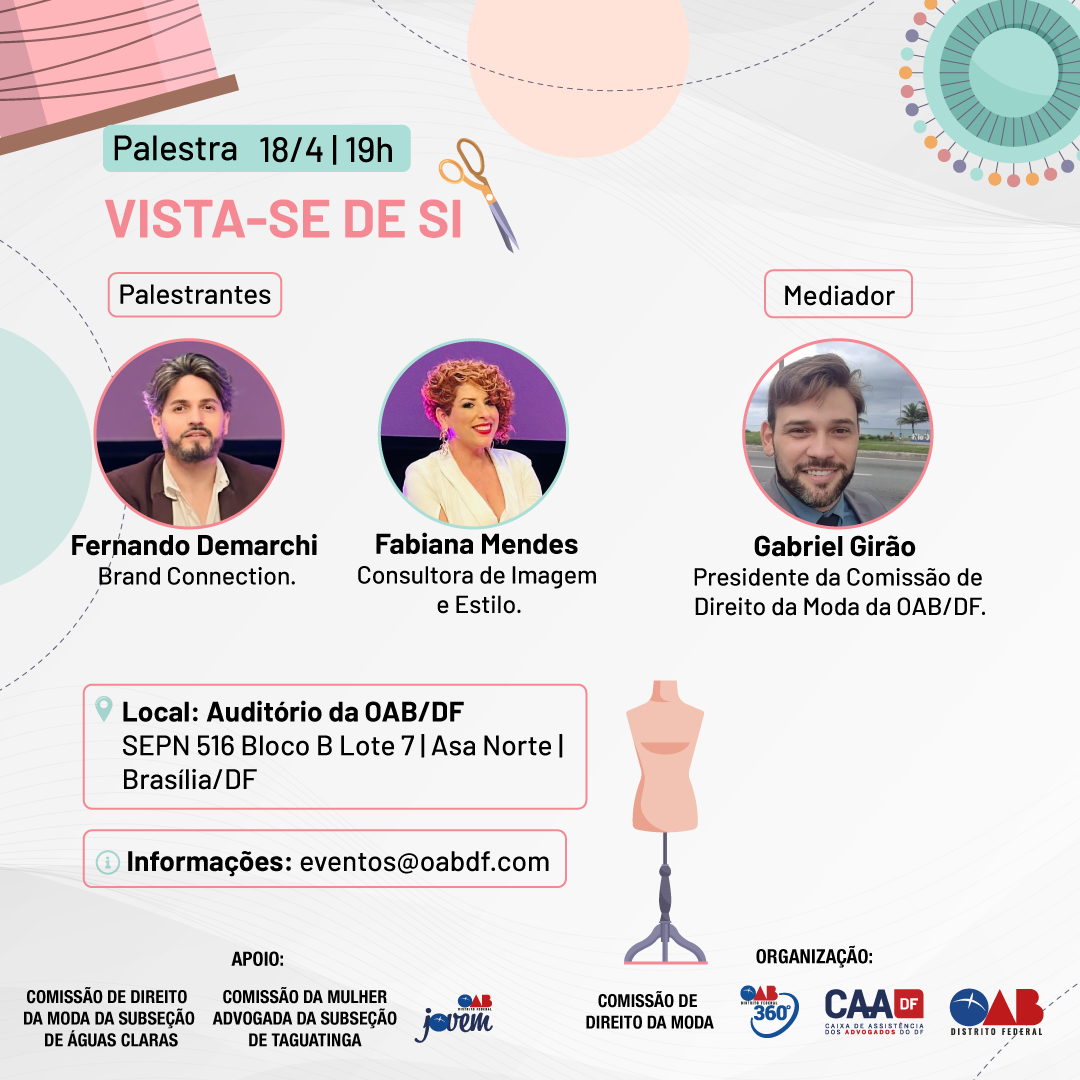 Palestra 18/4 | 19h
VISTA-SE DE SI
Palestrantes
Mediador
Fernando Demarchi
Brand Connection.
Fabiana Mendes
Consultora de Imagem
e Estilo.
Gabriel Girão
Presidente da Comissão de
Direito da Moda da OAB/DF.
Local: Auditório da OAB/DF
SEPN 516 Bloco B Lote 7 | Asa Norte |
Brasília/DF
Informações: eventos@oabdf.com
APOIO:
COMISSÃO DE DIREITO
DA MODA DA SUBSEÇÃO
DE ÁGUAS CLARAS
COMISSÃO DA MULHER
ADVOGADA DA SUBSEÇÃO
DE TAGUATINGA
OAB
DISTRITO FEDERAL
jovem
ORGANIZAÇÃO:
COMISSÃO DE
DIREITO DA MODA
OAB
DISTRITO FEDERAL
360º
CAA DF
CAIXA DE ASSISTÊNCIA
DOS ADVOGADOS DO DF
OAB
DISTRITO FEDERAL